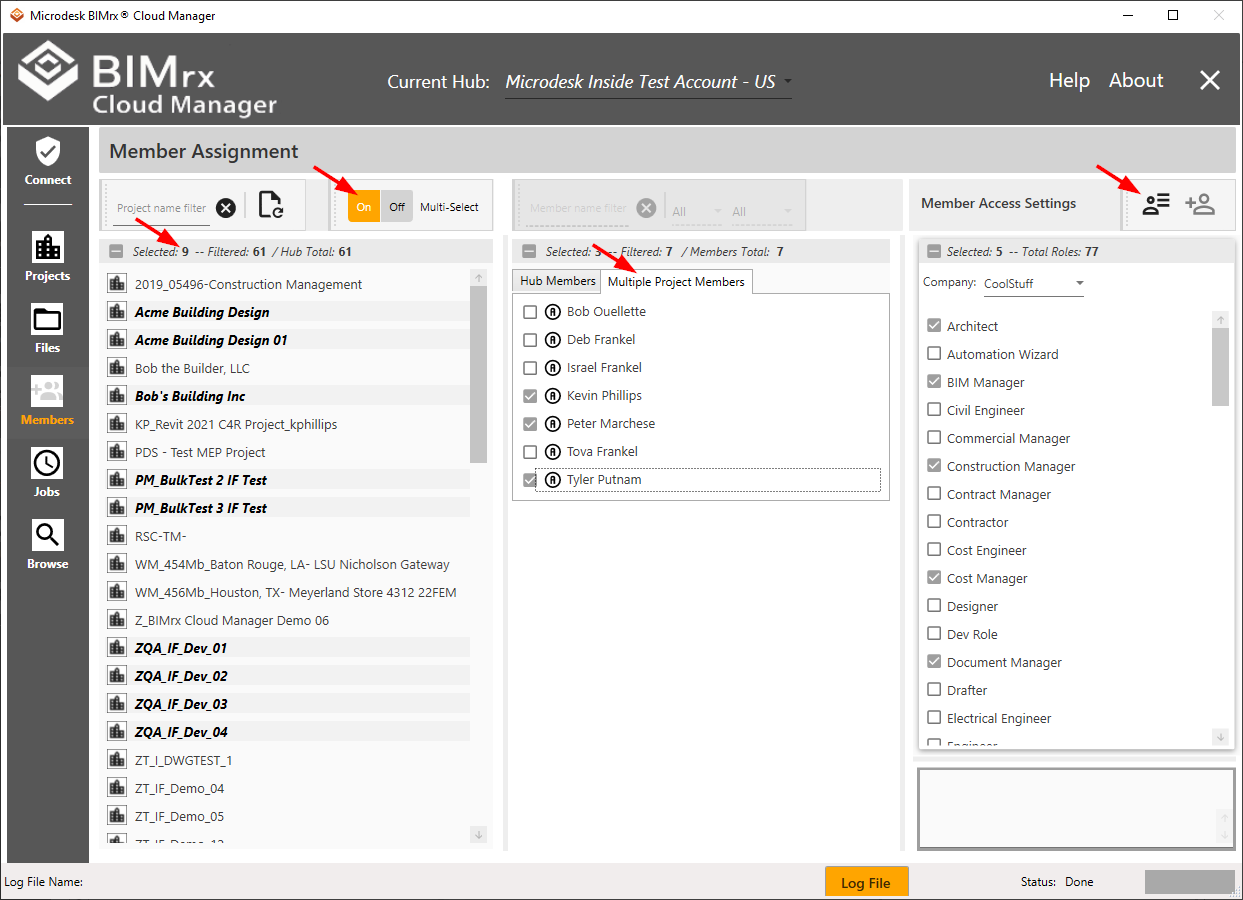 Microdesk BIMrx® Cloud Manager
BIMrx
Cloud Manager
Current Hub: Microdesk Inside Test Account - US
Help About
Connect
Projects
Files
Members
Jobs
Browse
Member Assignment
Project name filter
On Off Multi-Select
Member name filter
All All
Member Access Settings
Selected: 9 -- Filtered: 61 / Hub Total: 61
2019_05496-Construction Management
Acme Building Design
Acme Building Design 01
Bob the Builder, LLC
Bob's Building Inc
KP_Revit 2021 C4R Project_kphillips
PDS - Test MEP Project
PM_BulkTest 2 IF Test
PM_BulkTest 3 IF Test
RSC-TM-
WM_454Mb_Baton Rouge, LA- LSU Nicholson Gateway
WM_456Mb_Houston, TX- Meyerland Store 4312 22FEM
Z_BIMrx Cloud Manager Demo 06
ZQA_IF_Dev_01
ZQA_IF_Dev_02
ZQA_IF_Dev_03
ZQA_IF_Dev_04
ZT_I_DWGTEST_1
ZT_IF_Demo_04
ZT_IF_Demo_05
Selected: 3 -- Filtered: 7 / Members Total: 7
Hub Members Multiple Project Members
Bob Ouellette
Deb Frankel
Israel Frankel
Kevin Phillips
Peter Marchese
Tova Frankel
Tyler Putnam
Selected: 5 -- Total Roles: 77
Company: CoolStuff
Architect
Automation Wizard
BIM Manager
Civil Engineer
Commercial Manager
Construction Manager
Contract Manager
Contractor
Cost Engineer
Cost Manager
Designer
Dev Role
Document Manager
Drafter
Electrical Engineer
Engineer
Log File Name:
Log File
Status: Done